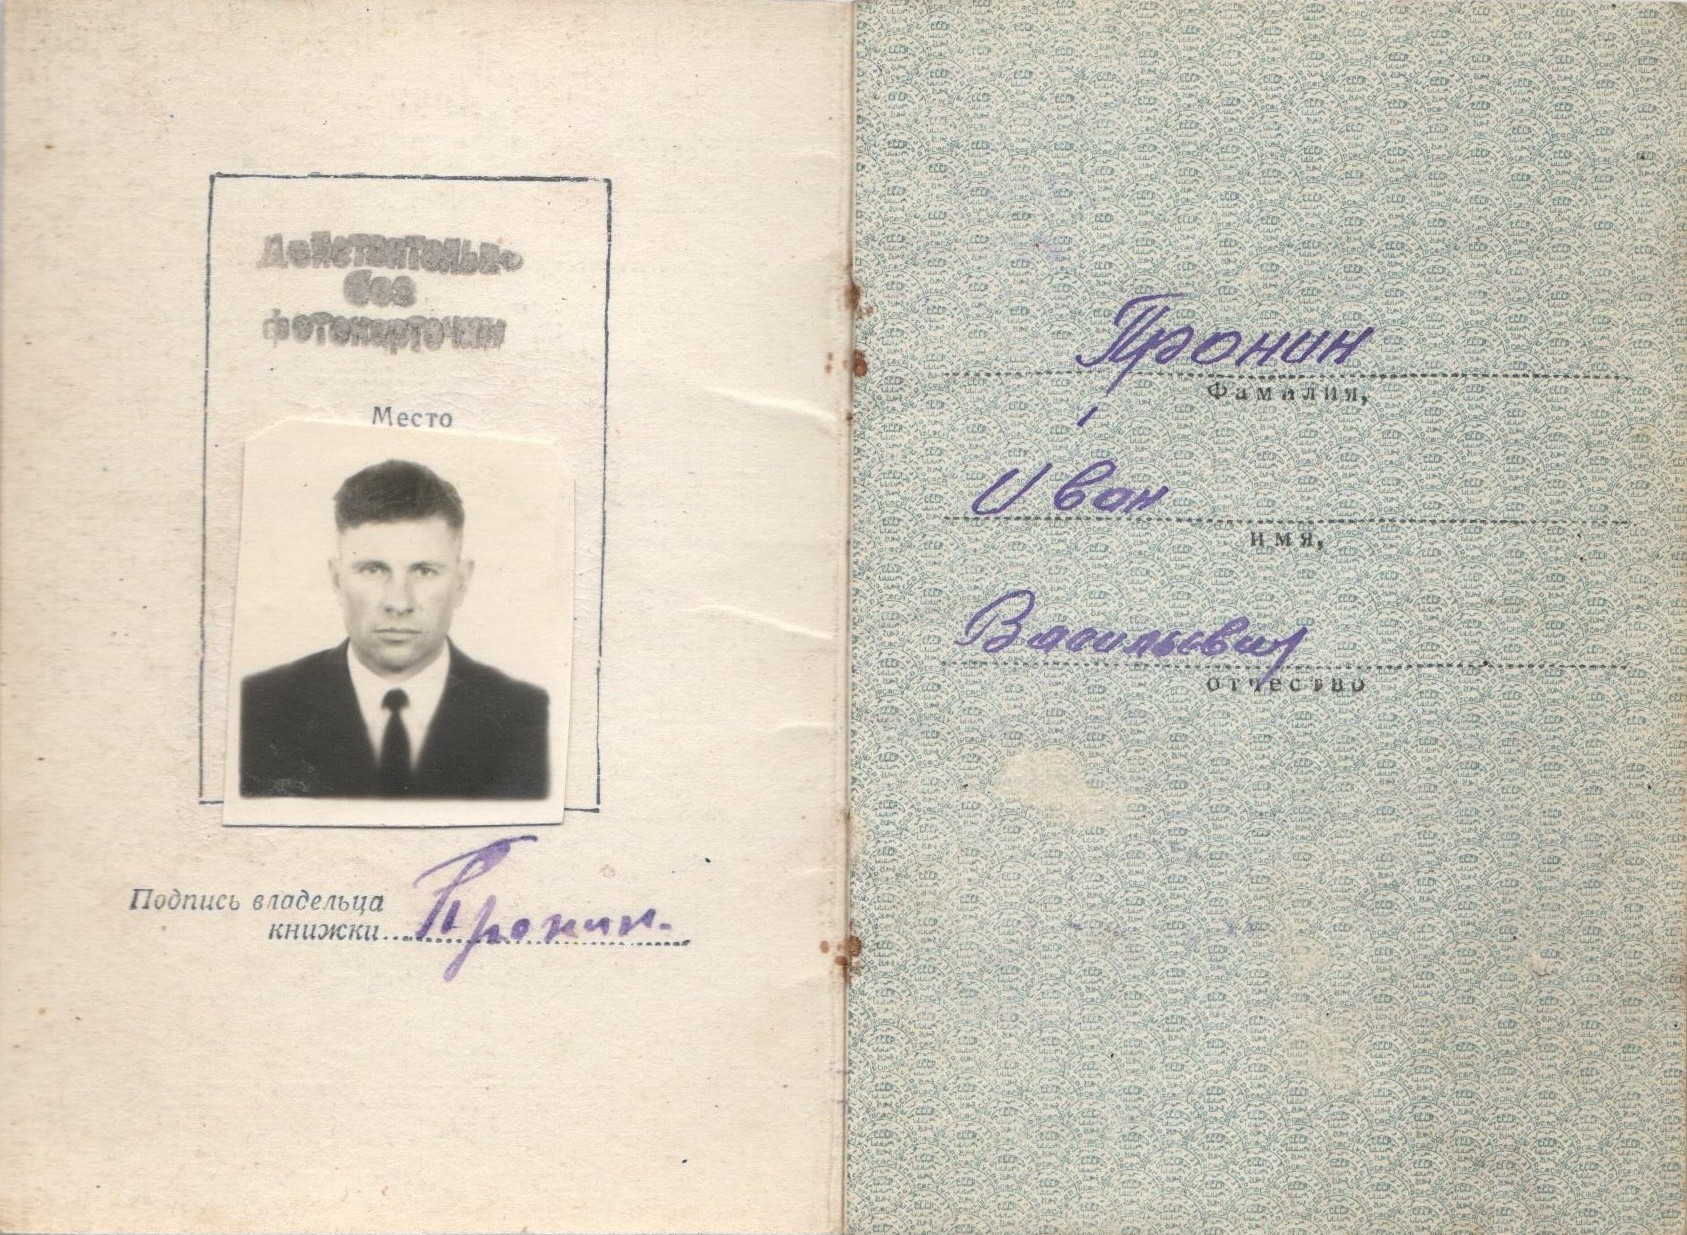 Действительно
без
фотокарточки
Место
Подпись владельца
книжки Пронин.
Пронин
Фамилия,
Иван
имя,
Васильевич
отчество